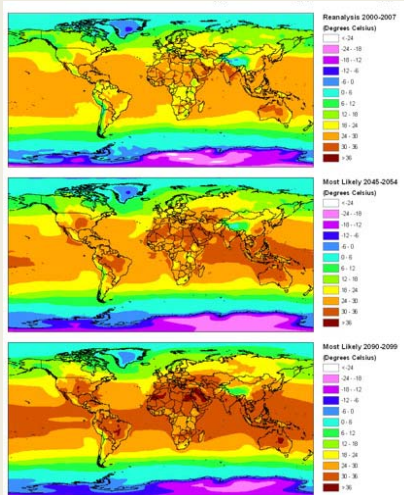 Reanalysis 2000-2007
(Degrees Celsius)
< -24
-24 - -18
-18 - -12
-12 - -6
-6 - 0
0 - 6
6 - 12
12 - 18
18 - 24
24 - 30
30 - 36
> 36
Most Likely 2045-2054
(Degrees Celsius)
< -24
-24 - -18
-18 - -12
-12 - -6
-6 - 0
0 - 6
6 - 12
12 - 18
18 - 24
24 - 30
30 - 36
> 36
Most Likely 2090-2099
(Degrees Celsius)
< -24
-24 - -18
-18 - -12
-12 - -6
-6 - 0
0 - 6
6 - 12
12 - 18
18 - 24
24 - 30
30 - 36
> 36